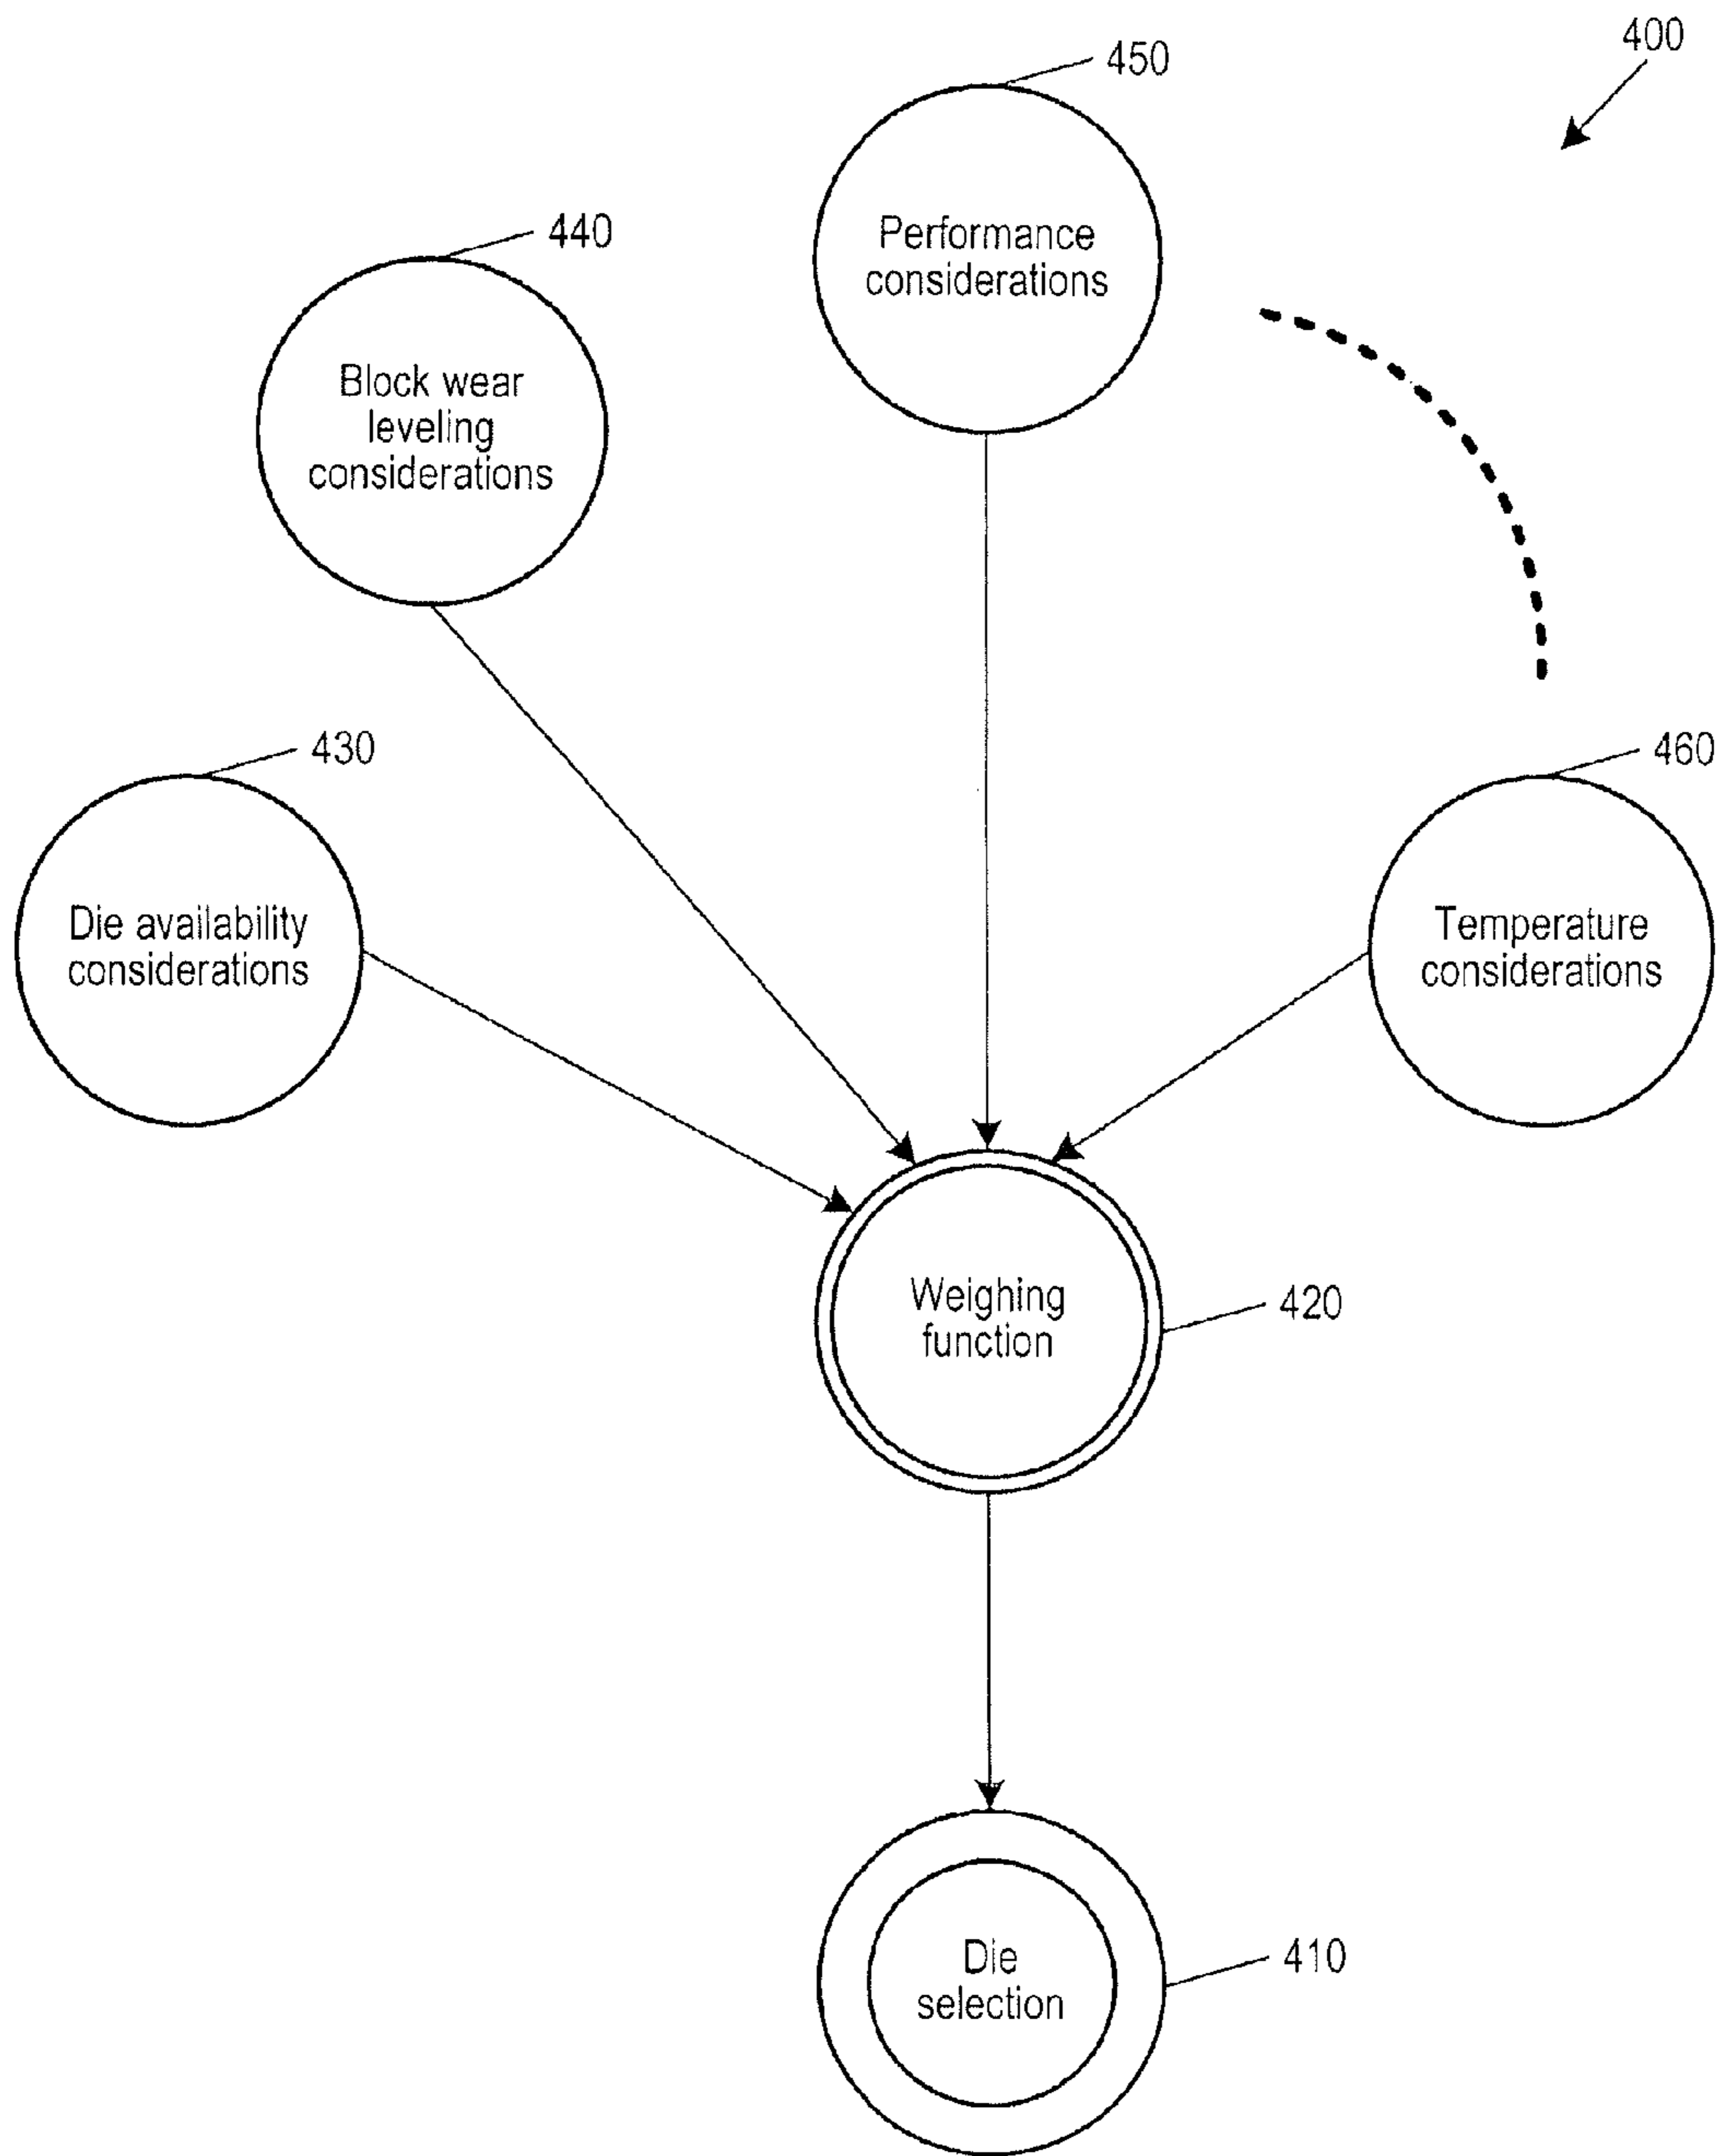 400
450
Performance
considerations
440
Block wear
leveling
considerations
430
Die availability
considerations
460
Temperature
considerations
Weighing
function
420
Die
selection
410